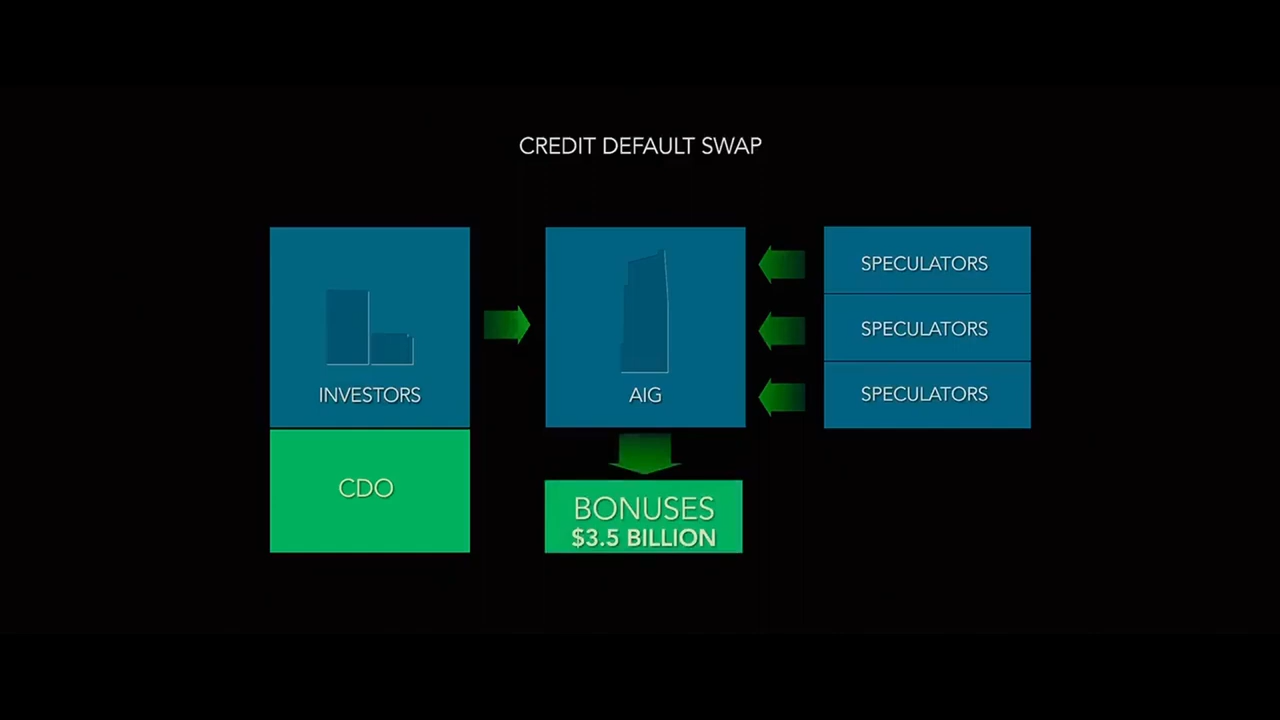 CREDIT DEFAULT SWAP
INVESTORS
CDO
AIG
BONUSES
$3.5 BILLION
SPECULATORS
SPECULATORS
SPECULATORS